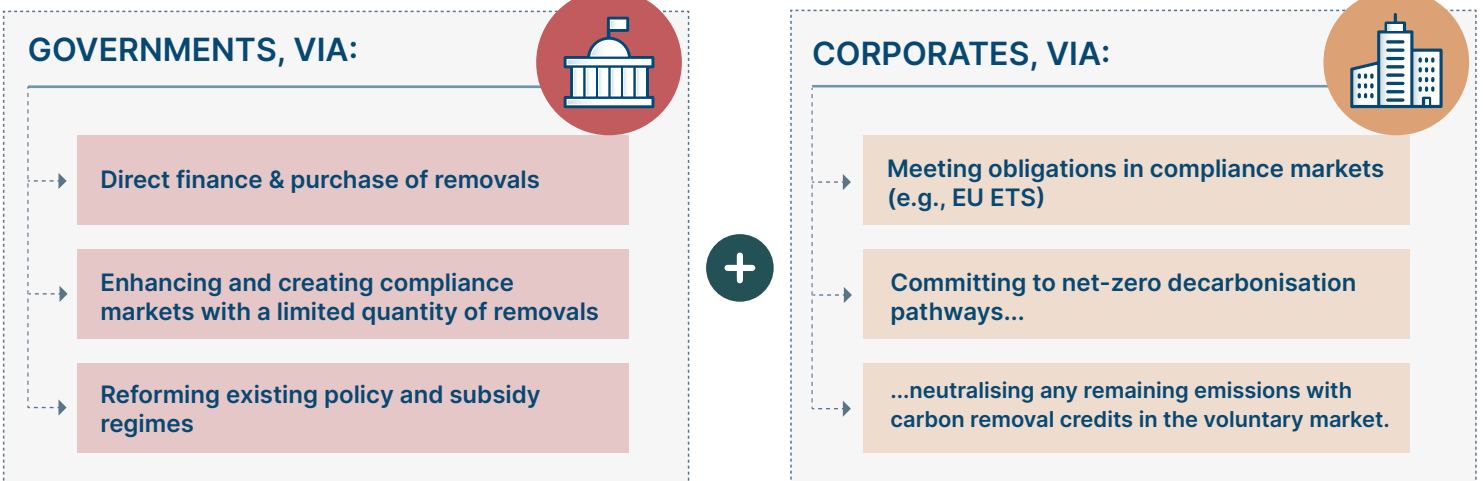 GOVERNMENTS, VIA:
Direct finance & purchase of removals
Enhancing and creating compliance
markets with a limited quantity of removals
Reforming existing policy and subsidy
regimes
CORPORATES, VIA:
Meeting obligations in compliance markets
(e.g., EU ETS)
Committing to net-zero decarbonisation
pathways...
...neutralising any remaining emissions with
carbon removal credits in the voluntary market.